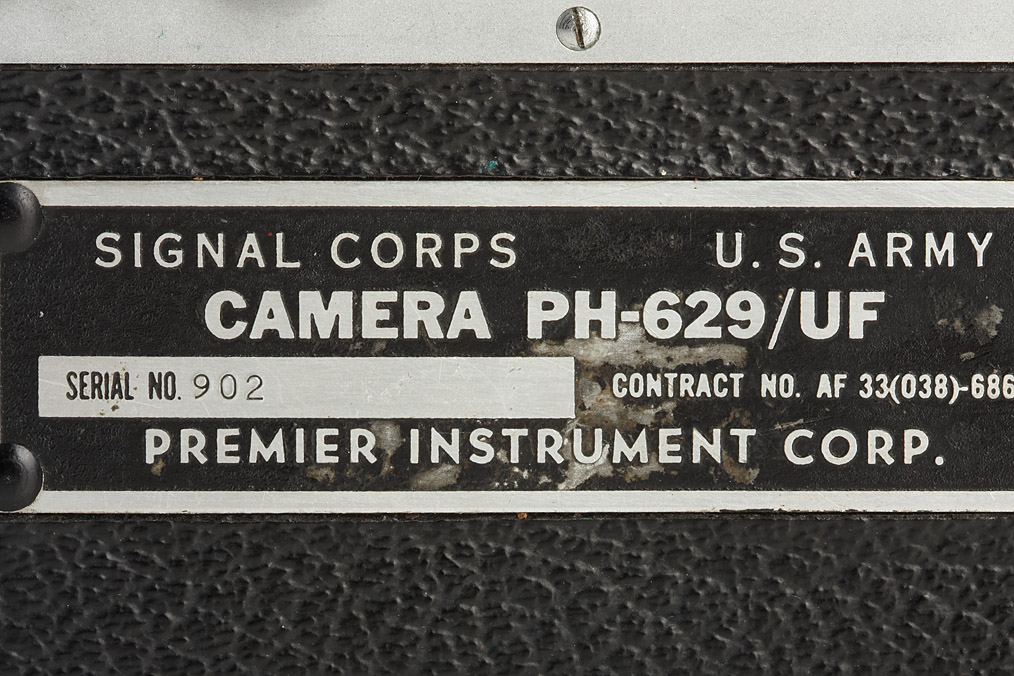 SIGNAL CORPS U. S. ARMY
CAMERA PH-629/UF
SERIAL NO. 902 CONTRACT NO. AF 33(038)-686
PREMIER INSTRUMENT CORP.